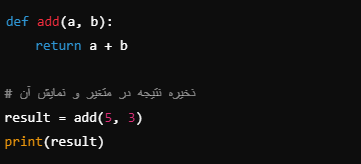 def add(a, b):
    return a + b

# ذخیره نتیجه در متغیر و نمایش آن
result = add(5, 3)
print(result)